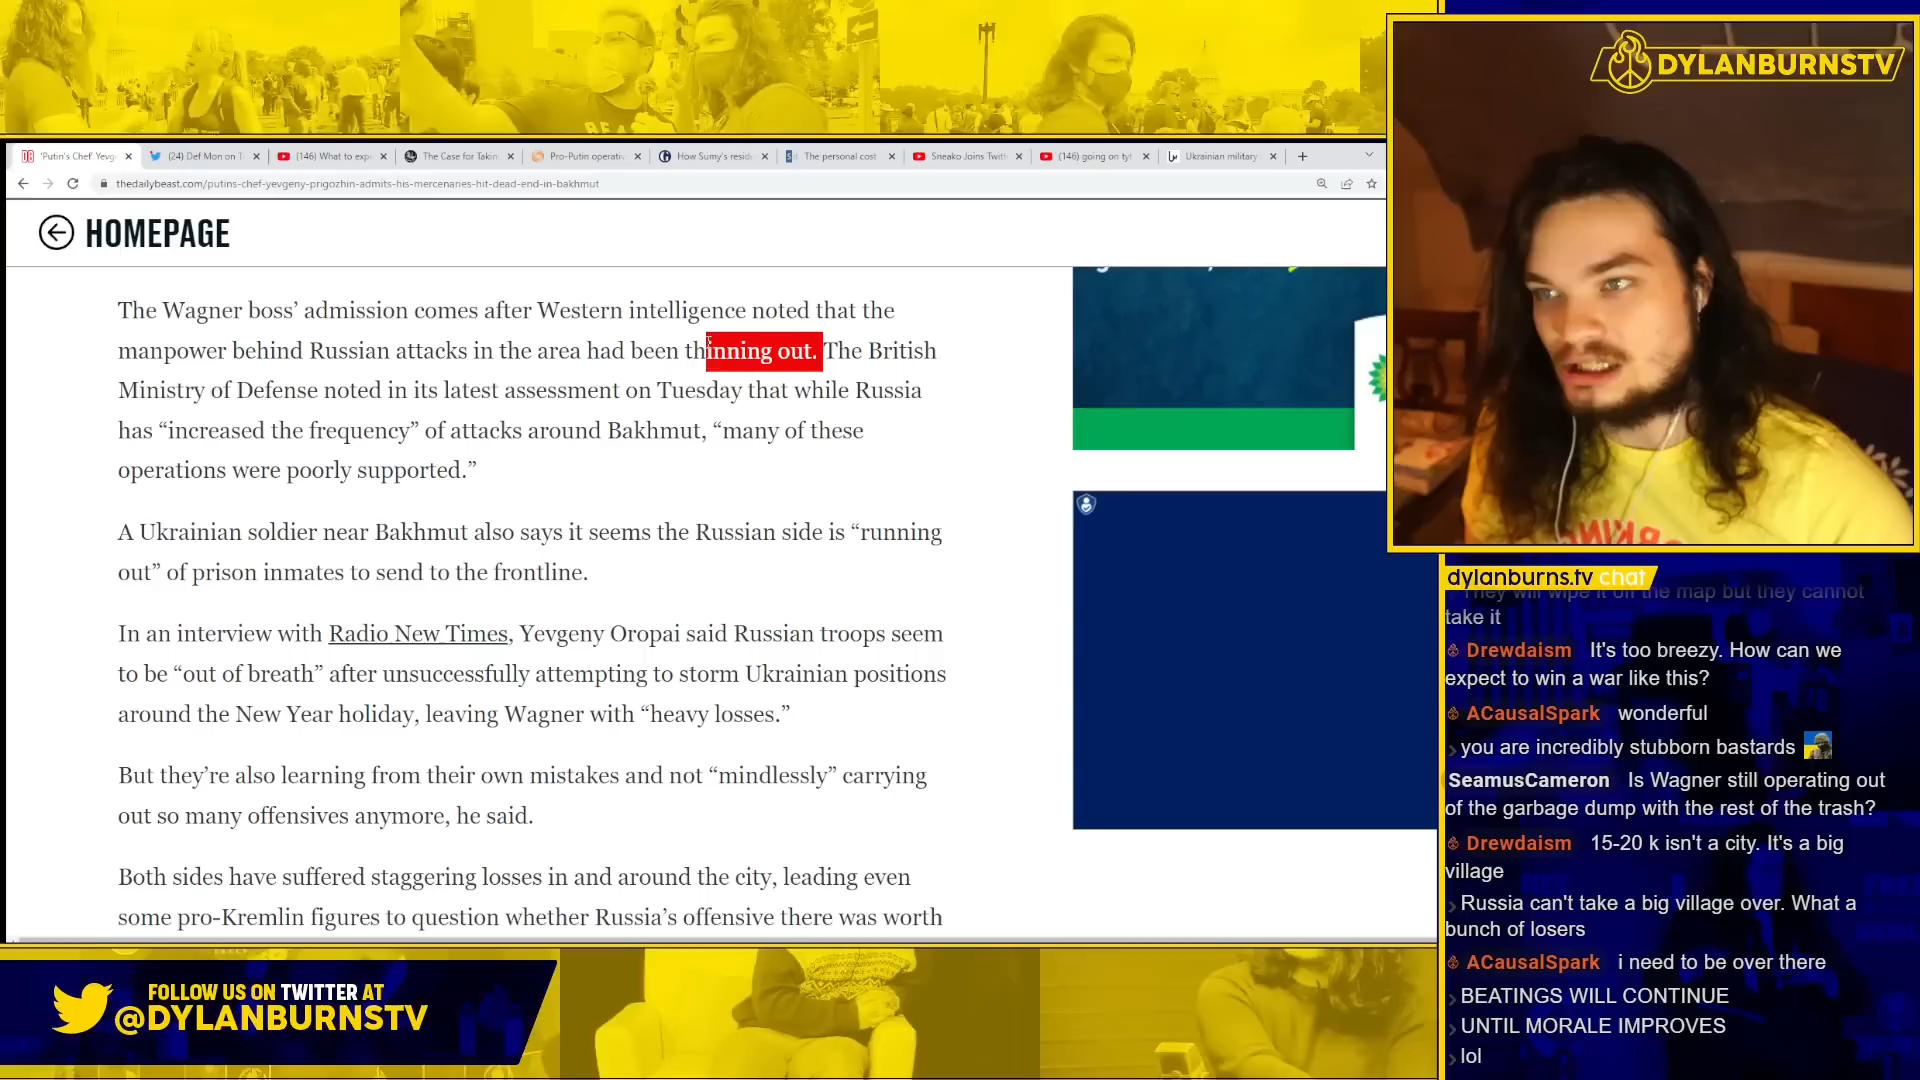 DYLANBURNSTV
'Putin's Chef' Yevg
(24) Def Mon on T
(146) What to exp
The Case for Takin
Pro-Putin operativ
How Sumy's resid
The personal cost
Sneako Joins Twit
(146) going on tyt
Ukrainian military
thedailybeast.com/putins-chef-yevgeny-prigozhin-admits-his-mercenaries-hit-dead-end-in-bakhmut
HOMEPAGE
The Wagner boss’ admission comes after Western intelligence noted that the
manpower behind Russian attacks in the area had been thinning out. The British
Ministry of Defense noted in its latest assessment on Tuesday that while Russia
has “increased the frequency” of attacks around Bakhmut, “many of these
operations were poorly supported.”
A Ukrainian soldier near Bakhmut also says it seems the Russian side is “running
out” of prison inmates to send to the frontline.
In an interview with Radio New Times, Yevgeny Oropai said Russian troops seem
to be “out of breath” after unsuccessfully attempting to storm Ukrainian positions
around the New Year holiday, leaving Wagner with “heavy losses.”
But they’re also learning from their own mistakes and not “mindlessly” carrying
out so many offensives anymore, he said.
Both sides have suffered staggering losses in and around the city, leading even
some pro-Kremlin figures to question whether Russia’s offensive there was worth
dylanburns.tv chat
They will wipe it off the map but they cannot
take it
Drewdaism It's too breezy. How can we
expect to win a war like this?
ACausalSpark wonderful
you are incredibly stubborn bastards
SeamusCameron Is Wagner still operating out
of the garbage dump with the rest of the trash?
Drewdaism 15-20 k isn't a city. It's a big
village
Russia can't take a big village over. What a
bunch of losers
ACausalSpark i need to be over there
BEATINGS WILL CONTINUE
UNTIL MORALE IMPROVES
lol
FOLLOW US ON TWITTER AT
@DYLANBURNSTV